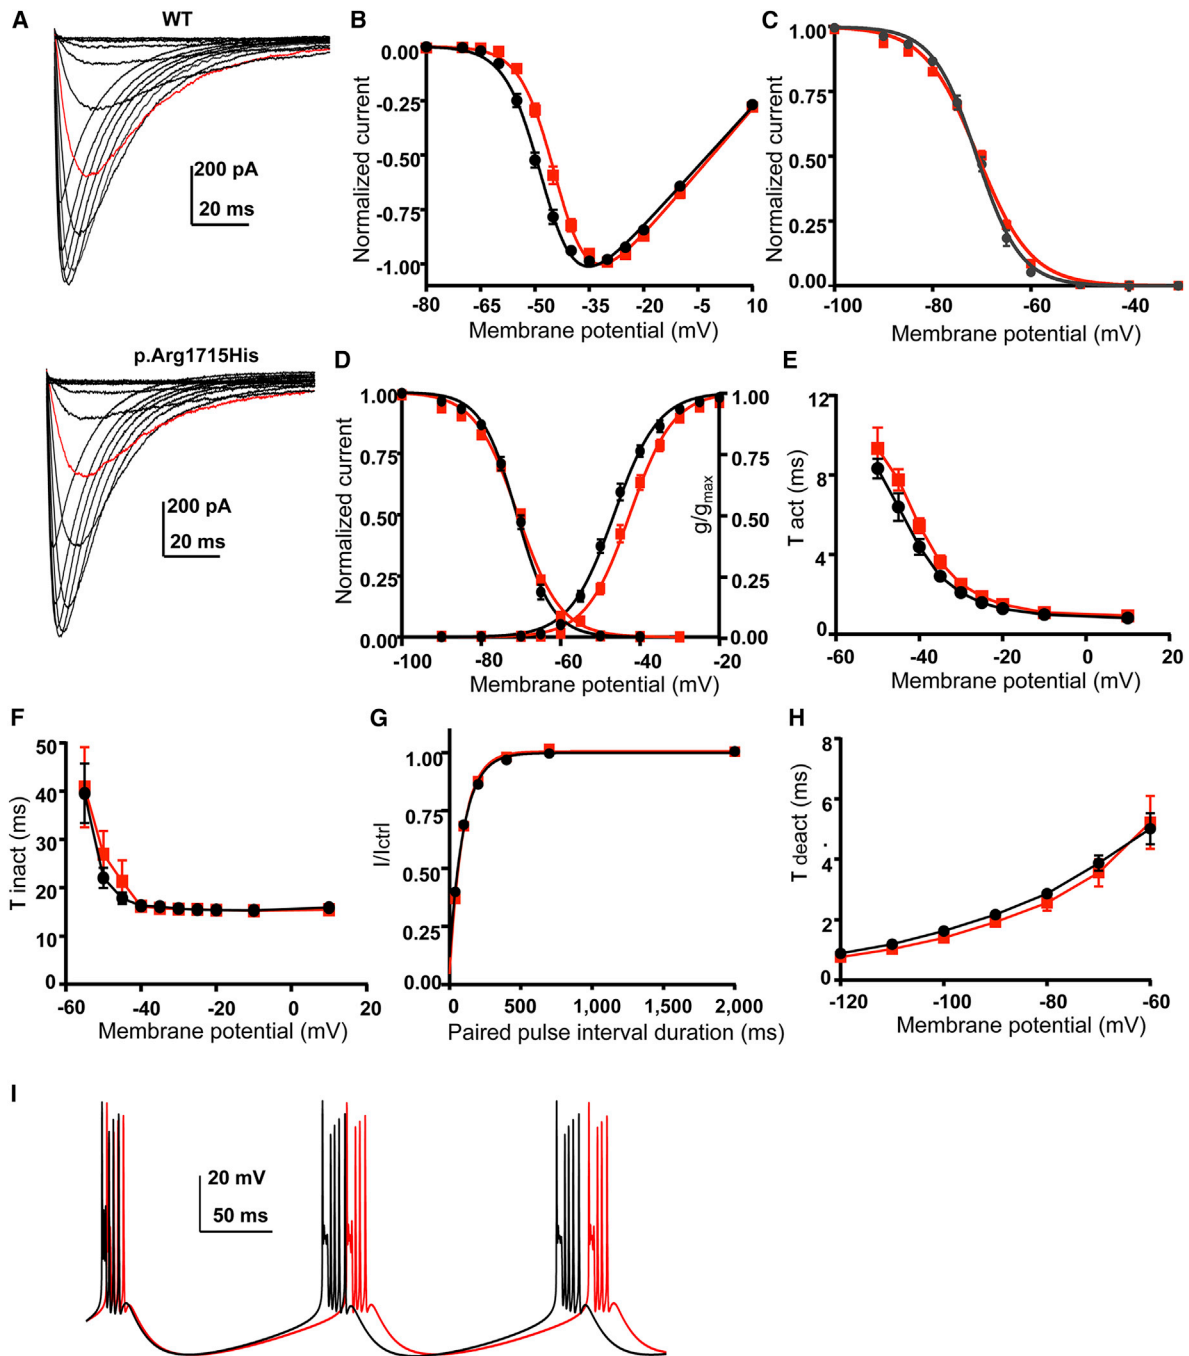 A
WT
200 pA
20 ms
p.Arg1715His
200 pA
20 ms
B
Normalized current
0.00
-0.25
-0.50
-0.75
-1.00
-80 -65 -50 -35 -20 -5 10
Membrane potential (mV)
C
Normalized current
1.00
0.75
0.50
0.25
0.00
-100 -80 -60 -40
Membrane potential (mV)
D
Normalized current
1.00
0.75
0.50
0.25
0.00
1.00
0.75
0.50
0.25
0.00
g/gmax
-100 -80 -60 -40 -20
Membrane potential (mV)
E
T act (ms)
12
8
4
0
-60 -40 -20 0 20
Membrane potential (mV)
F
T inact (ms)
50
40
30
20
10
0
-60 -40 -20 0 20
Membrane potential (mV)
G
I/Ictrl
1.00
0.75
0.50
0.25
0.00
0 500 1,000 1,500 2,000
Paired pulse interval duration (ms)
H
T deact (ms)
8
6
4
2
0
-120 -100 -80 -60
Membrane potential (mV)
I
20 mV
50 ms